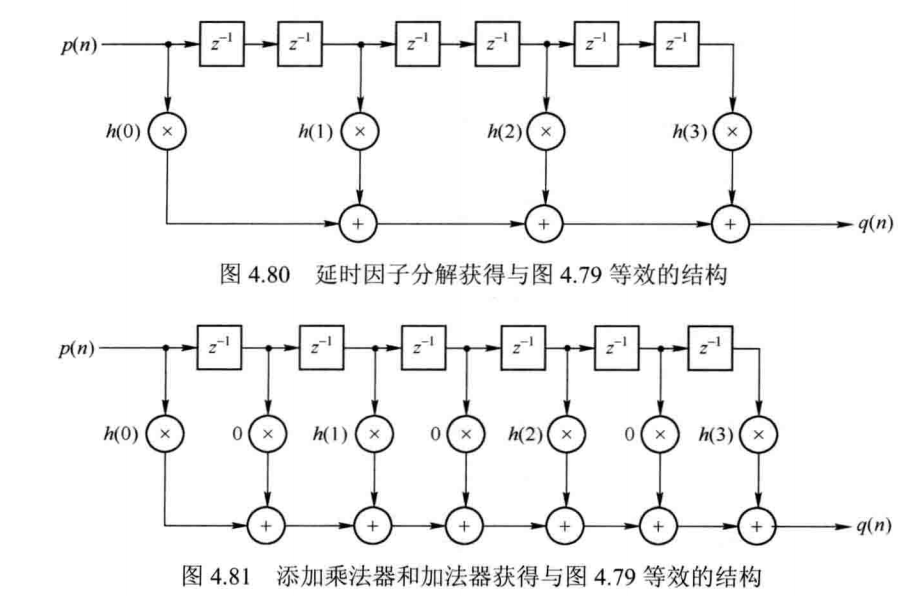 p(n) z⁻¹ z⁻¹ z⁻¹ z⁻¹ z⁻¹ z⁻¹
h(0) × h(1) × h(2) × h(3) ×
+ + + q(n)
图 4.80 延时因子分解获得与图 4.79 等效的结构
p(n) z⁻¹ z⁻¹ z⁻¹ z⁻¹ z⁻¹ z⁻¹
h(0) × 0 × h(1) × 0 × h(2) × 0 × h(3) ×
+ + + + + + q(n)
图 4.81 添加乘法器和加法器获得与图 4.79 等效的结构